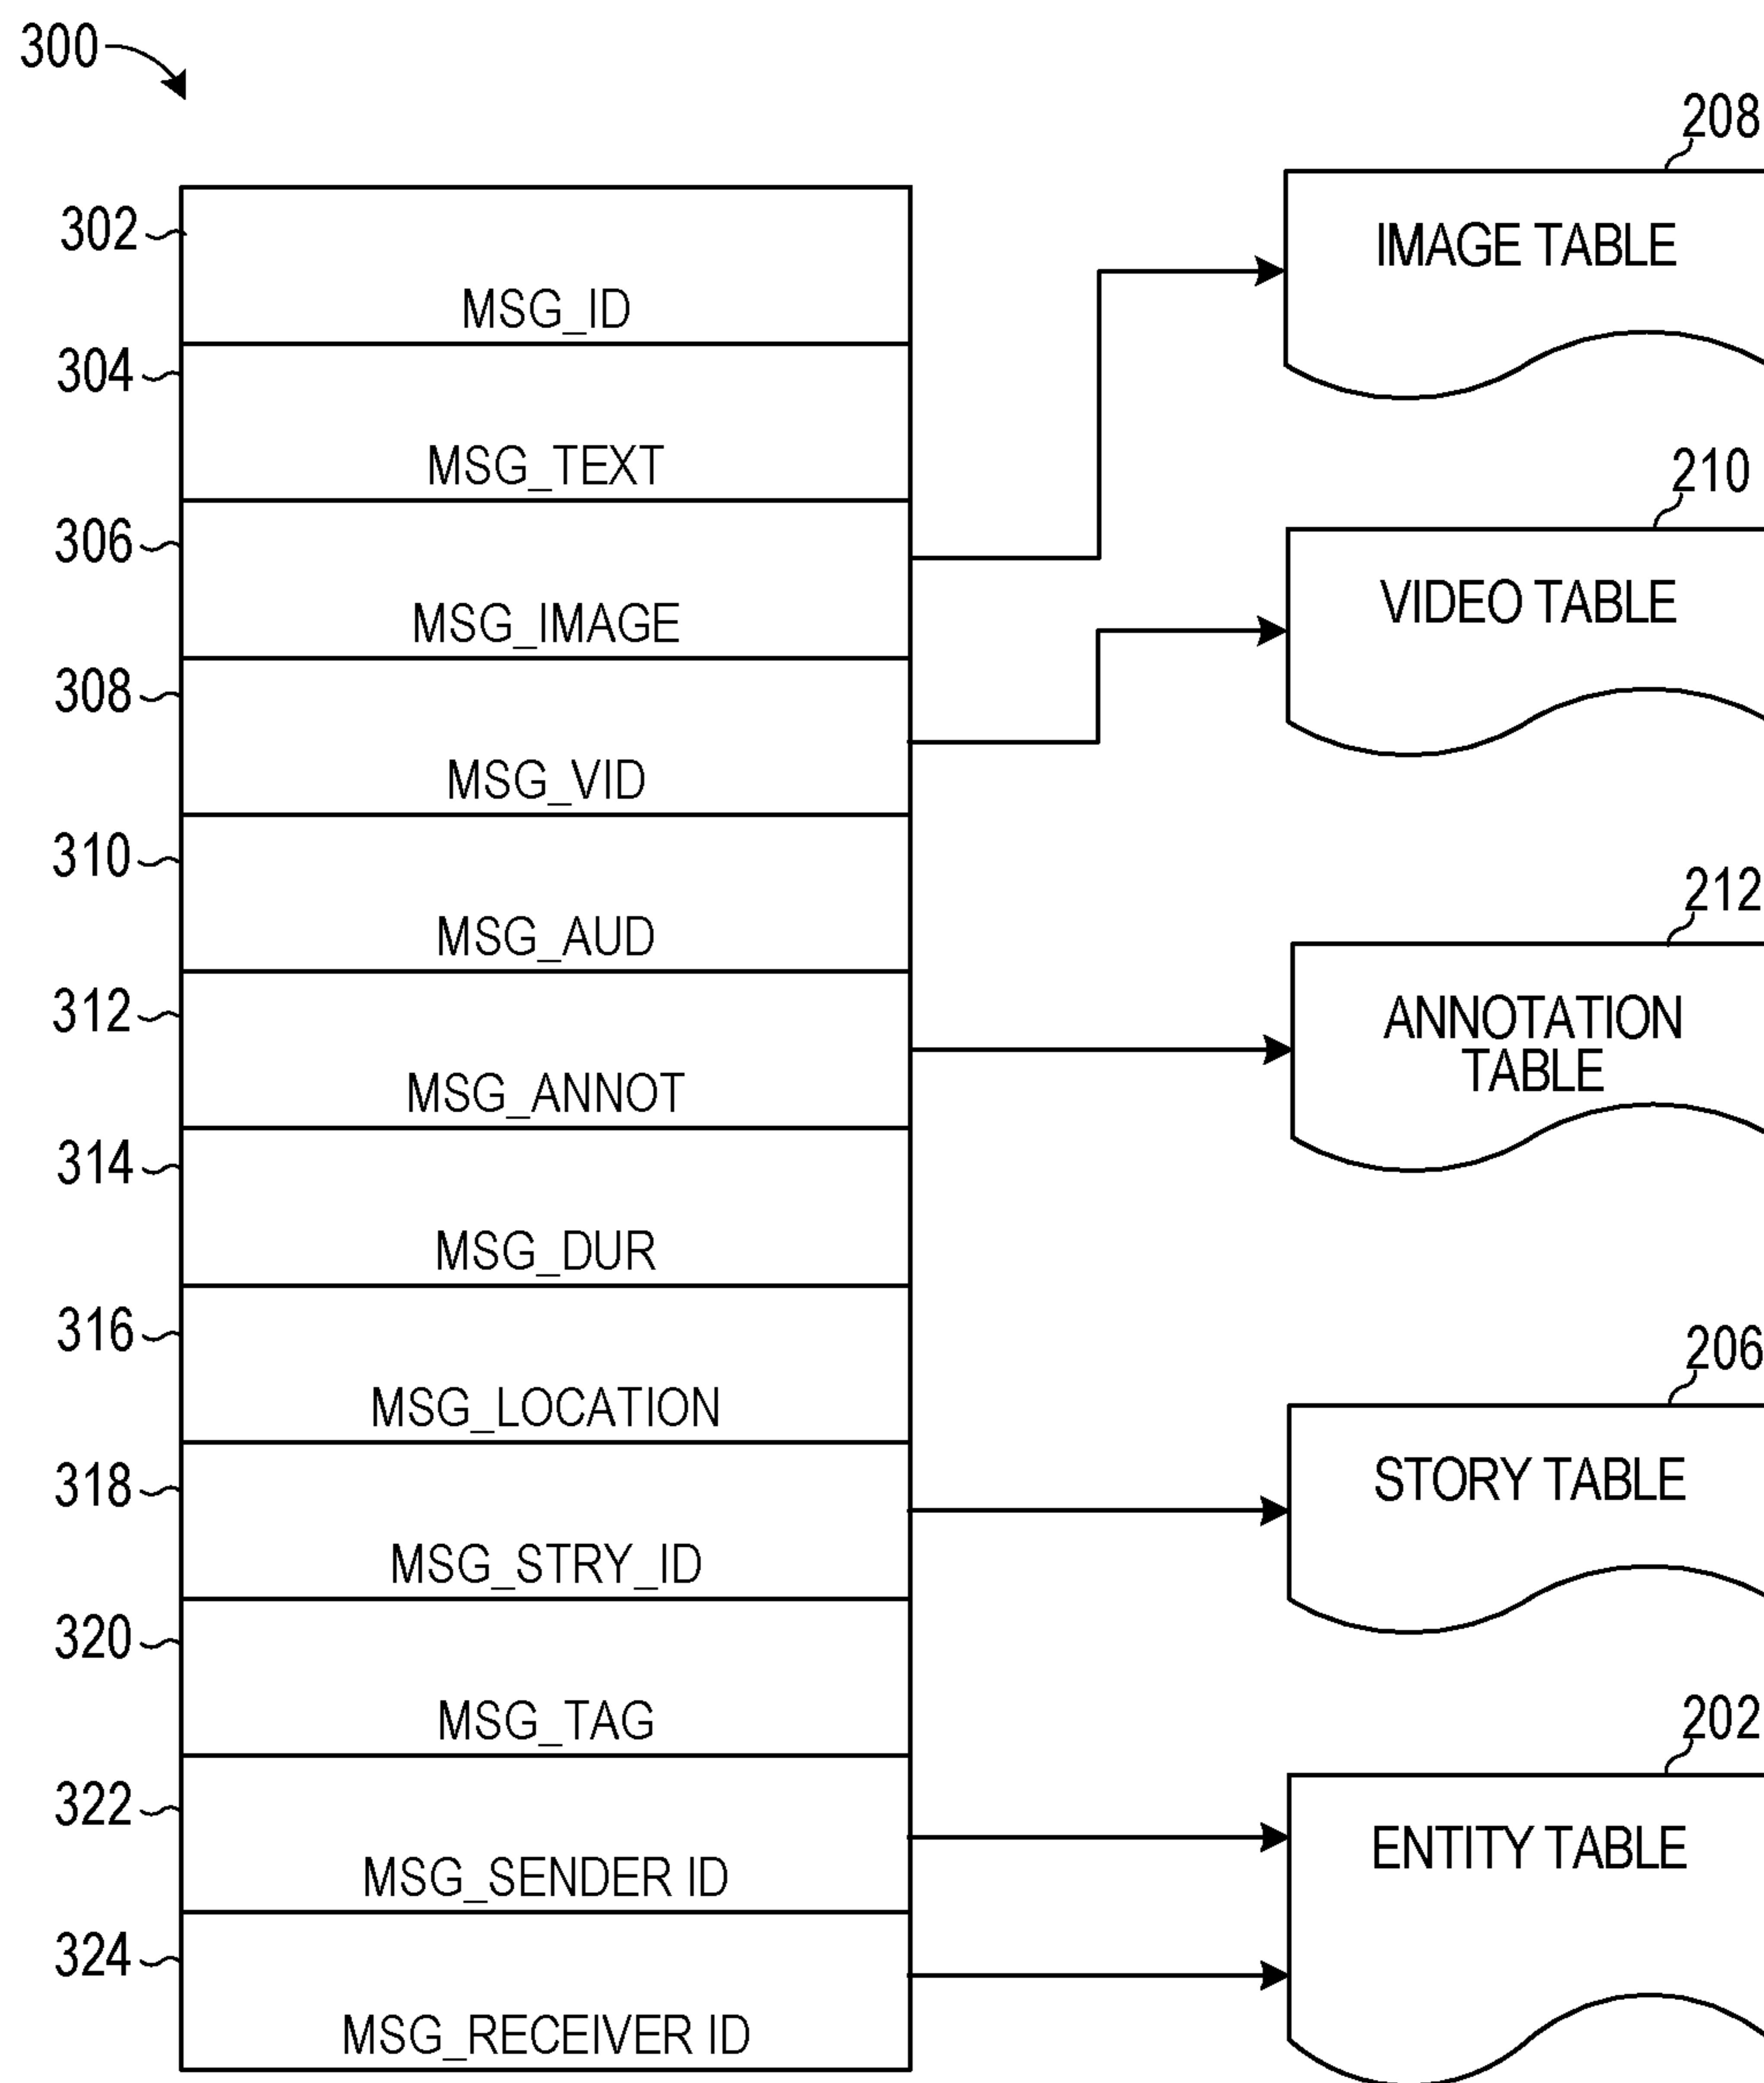 300
302
MSG_ID
304
MSG_TEXT
306
MSG_IMAGE
308
MSG_VID
310
MSG_AUD
312
MSG_ANNOT
314
MSG_DUR
316
MSG_LOCATION
318
MSG_STRY_ID
320
MSG_TAG
322
MSG_SENDER ID
324
MSG_RECEIVER ID
208
IMAGE TABLE
210
VIDEO TABLE
212
ANNOTATION
TABLE
206
STORY TABLE
202
ENTITY TABLE